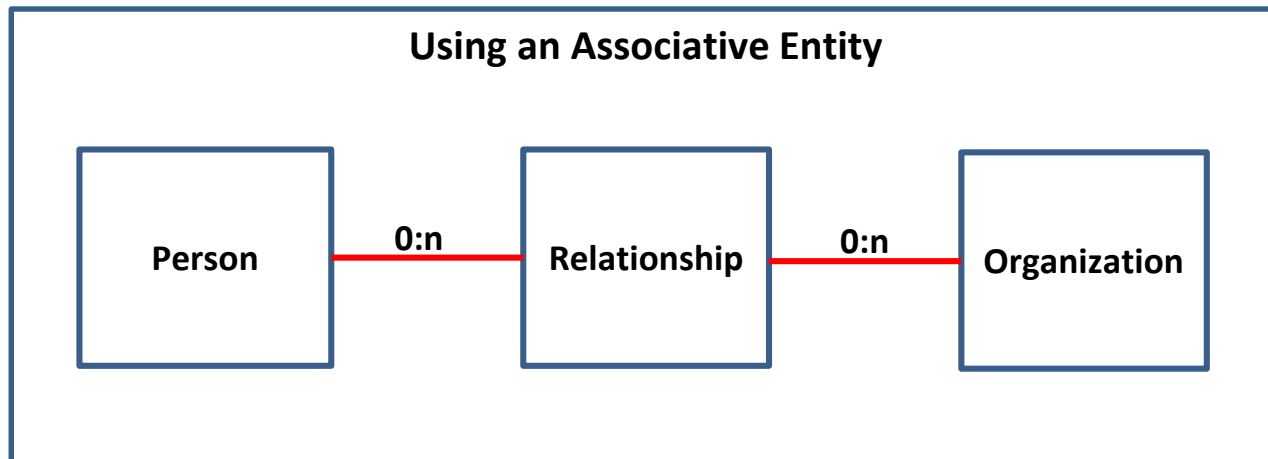 Using an Associative Entity
0:n
0:n
Person
Relationship
Organization